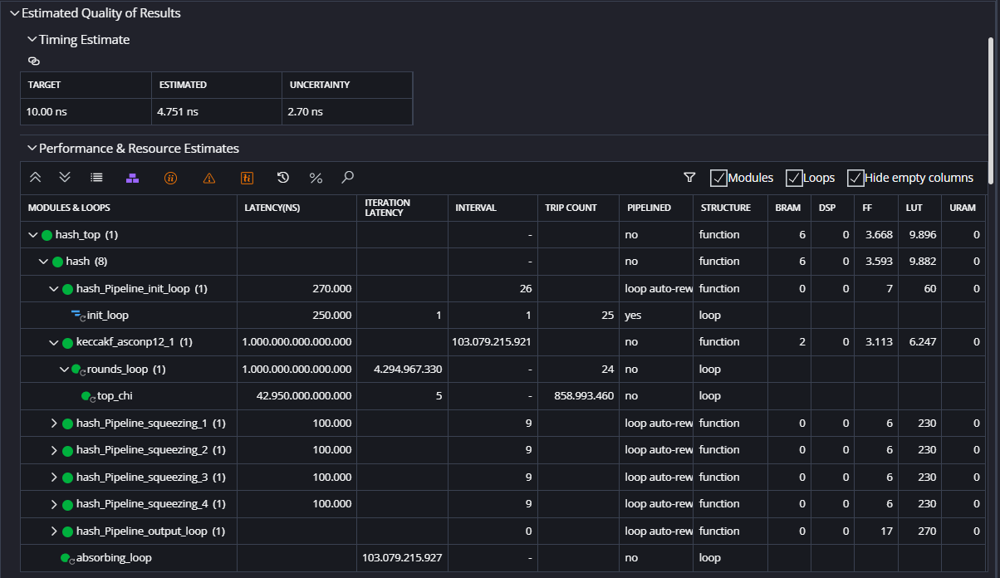 Estimated Quality of Results
Timing Estimate
TARGET ESTIMATED UNCERTAINTY
10.00 ns 4.751 ns 2.70 ns
Performance & Resource Estimates
Modules Loops Hide empty columns
MODULES & LOOPS LATENCY(NS) ITERATION LATENCY INTERVAL TRIP COUNT PIPELINED STRUCTURE BRAM DSP FF LUT URAM
hash_top (1) - no function 6 0 3.668 9.896 0
hash (8) - no function 6 0 3.593 9.882 0
hash_Pipeline_init_loop (1) 270.000 26 loop auto-rew function 0 0 7 60 0
init_loop 250.000 1 1 25 yes loop
keccakf_asconp12_1 (1) 1.000.000.000.000.000 103.079.215.921 no function 2 0 3.113 6.247 0
rounds_loop (1) 1.000.000.000.000.000 4.294.967.330 - 24 no loop
top_chi 42.950.000.000.000 5 - 858.993.460 no loop
hash_Pipeline_squeezing_1 (1) 100.000 9 loop auto-rew function 0 0 6 230 0
hash_Pipeline_squeezing_2 (1) 100.000 9 loop auto-rew function 0 0 6 230 0
hash_Pipeline_squeezing_3 (1) 100.000 9 loop auto-rew function 0 0 6 230 0
hash_Pipeline_squeezing_4 (1) 100.000 9 loop auto-rew function 0 0 6 230 0
hash_Pipeline_output_loop (1) 0 loop auto-rew function 0 0 17 270 0
absorbing_loop 103.079.215.927 - no loop